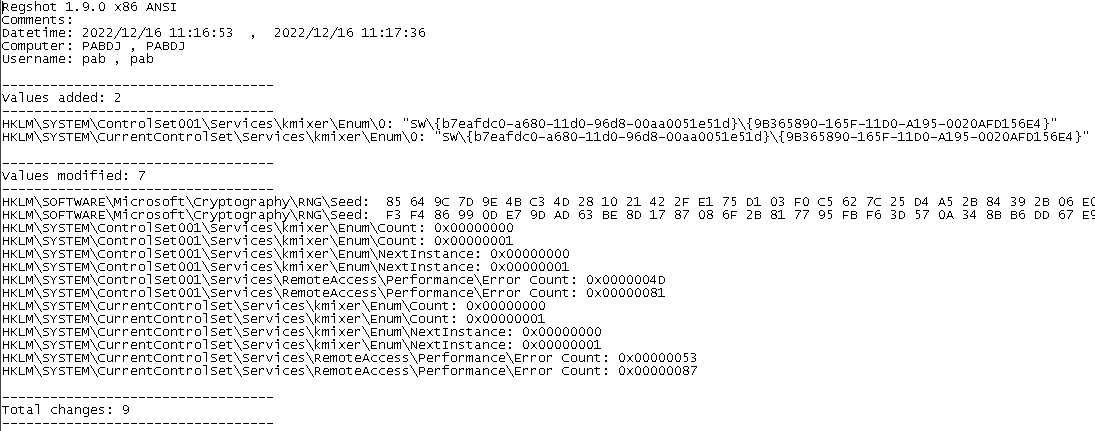 Regshot 1.9.0 x86 ANSI
Comments:
Datetime: 2022/12/16 11:16:53  ,  2022/12/16 11:17:36
Computer: PABDJ , PABDJ
Username: pab , pab
----------------------------------
Values added: 2
----------------------------------
HKLM\SYSTEM\ControlSet001\Services\kmixer\Enum\0: "SW\{b7eafdc0-a680-11d0-96d8-00aa0051e51d}\{9B365890-165F-11D0-A195-0020AFD156E4}"
HKLM\SYSTEM\CurrentControlSet\Services\kmixer\Enum\0: "SW\{b7eafdc0-a680-11d0-96d8-00aa0051e51d}\{9B365890-165F-11D0-A195-0020AFD156E4}"
----------------------------------
Values modified: 7
----------------------------------
HKLM\SOFTWARE\Microsoft\Cryptography\RNG\Seed:  85 64 9C 7D 9E 4B C3 4D 28 10 21 42 2F E1 75 D1 03 F0 C5 62 7C 25 D4 A5 2B 84 39 2B 06
HKLM\SOFTWARE\Microsoft\Cryptography\RNG\Seed:  F3 F4 86 99 0D E7 9D AD 63 BE 8D 17 87 08 6F 2B 81 77 95 FB F6 3D 57 0A 34 8B B6 DD 67
HKLM\SYSTEM\ControlSet001\Services\kmixer\Enum\Count: 0x00000000
HKLM\SYSTEM\ControlSet001\Services\kmixer\Enum\Count: 0x00000001
HKLM\SYSTEM\ControlSet001\Services\kmixer\Enum\NextInstance: 0x00000000
HKLM\SYSTEM\ControlSet001\Services\kmixer\Enum\NextInstance: 0x00000001
HKLM\SYSTEM\ControlSet001\Services\RemoteAccess\Performance\Error Count: 0x0000004D
HKLM\SYSTEM\ControlSet001\Services\RemoteAccess\Performance\Error Count: 0x00000081
HKLM\SYSTEM\CurrentControlSet\Services\kmixer\Enum\Count: 0x00000000
HKLM\SYSTEM\CurrentControlSet\Services\kmixer\Enum\Count: 0x00000001
HKLM\SYSTEM\CurrentControlSet\Services\kmixer\Enum\NextInstance: 0x00000000
HKLM\SYSTEM\CurrentControlSet\Services\kmixer\Enum\NextInstance: 0x00000001
HKLM\SYSTEM\CurrentControlSet\Services\RemoteAccess\Performance\Error Count: 0x00000053
HKLM\SYSTEM\CurrentControlSet\Services\RemoteAccess\Performance\Error Count: 0x00000087
----------------------------------
Total changes: 9
----------------------------------